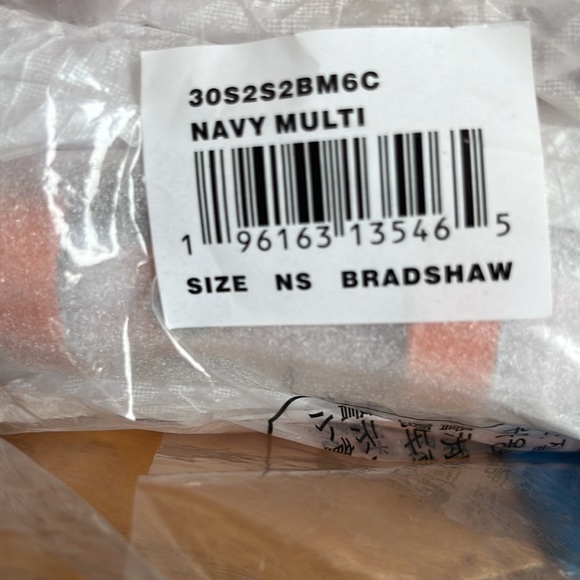 30S2S2BM6C
NAVY MULTI
1 96163 13546 5
SIZE NS BRADSHAW